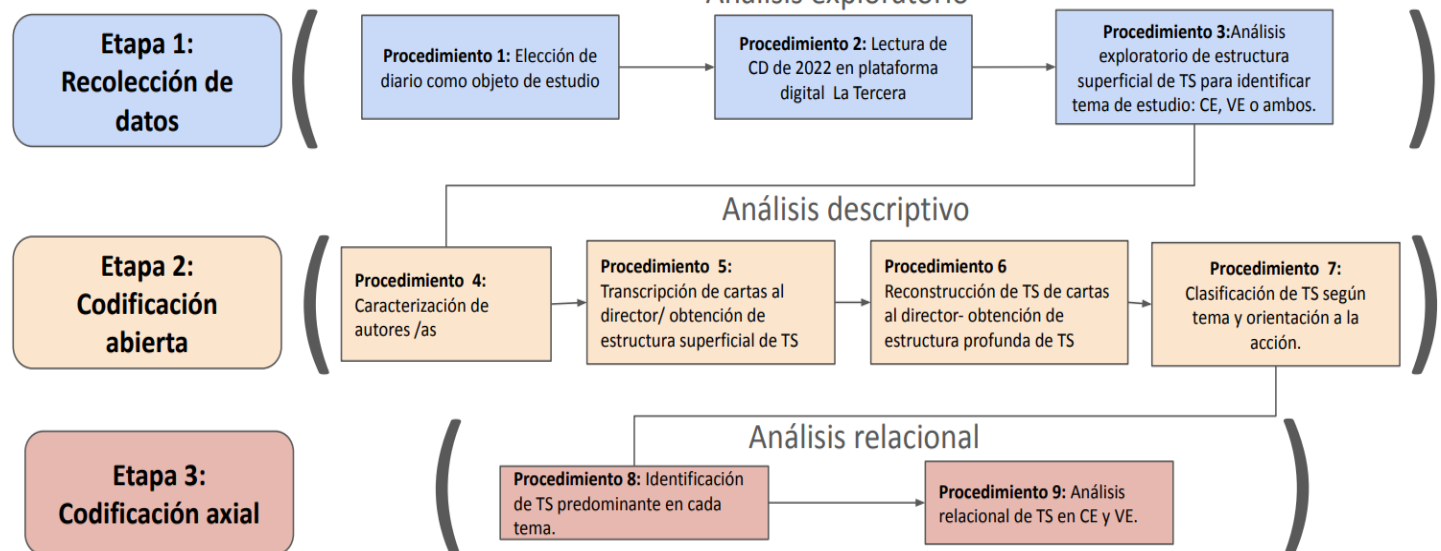 Análisis exploratorio
Etapa 1:
Recolección de
datos
Procedimiento 1: Elección de
diario como objeto de estudio
Procedimiento 2: Lectura de
CD de 2022 en plataforma
digital La Tercera
Procedimiento 3:Análisis
exploratorio de estructura
superficial de TS para identificar
tema de estudio: CE, VE o ambos.
Análisis descriptivo
Etapa 2:
Codificación
abierta
Procedimiento 4:
Caracterización de
autores /as
Procedimiento 5:
Transcripción de cartas al
director/ obtención de
estructura superficial de TS
Procedimiento 6
Reconstrucción de TS de cartas
al director- obtención de
estructura profunda de TS
Procedimiento 7:
Clasificación de TS según
tema y orientación a la
acción.
Análisis relacional
Etapa 3:
Codificación axial
Procedimiento 8: Identificación
de TS predominante en cada
tema.
Procedimiento 9: Análisis
relacional de TS en CE y VE.